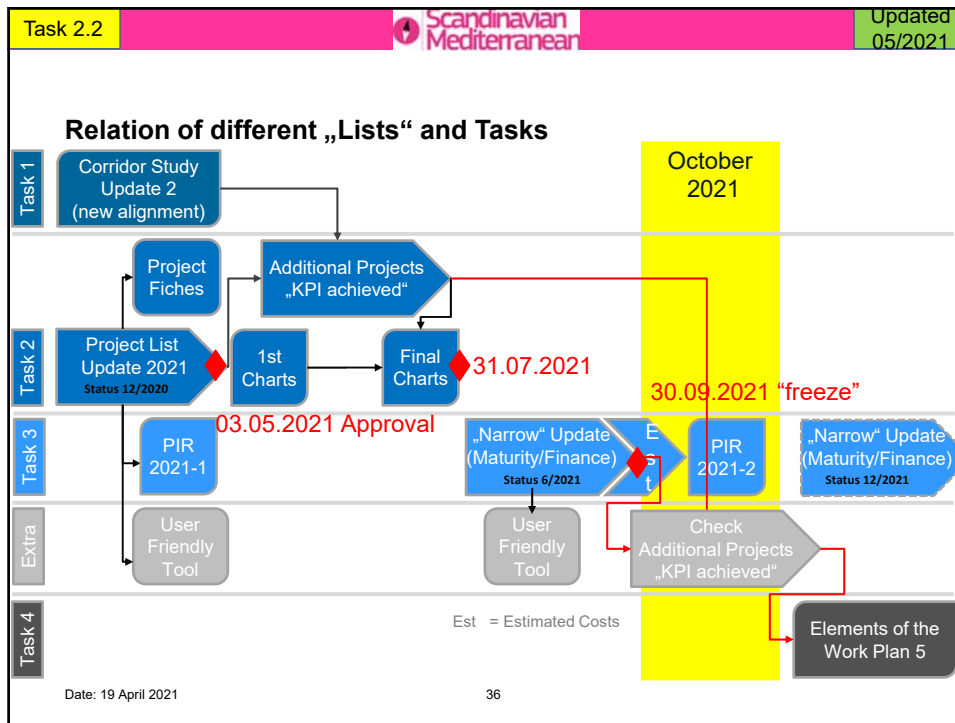 Task 2.2
Scandinavian
Mediterranean
Updated
05/2021
Relation of different „Lists“ and Tasks
October
2021
Task 1
Corridor Study
Update 2
(new alignment)
Task 2
Project
Fiches
Additional Projects
„KPI achieved“
Project List
Update 2021
Status 12/2020
1st
Charts
Final
Charts
31.07.2021
03.05.2021 Approval
30.09.2021 “freeze”
Task 3
PIR
2021-1
„Narrow“ Update
(Maturity/Finance)
Status 6/2021
E
s
t
PIR
2021-2
„Narrow“ Update
(Maturity/Finance)
Status 12/2021
Extra
User
Friendly
Tool
User
Friendly
Tool
Check
Additional Projects
„KPI achieved“
Task 4
Est = Estimated Costs
Elements of the
Work Plan 5
Date: 19 April 2021
36